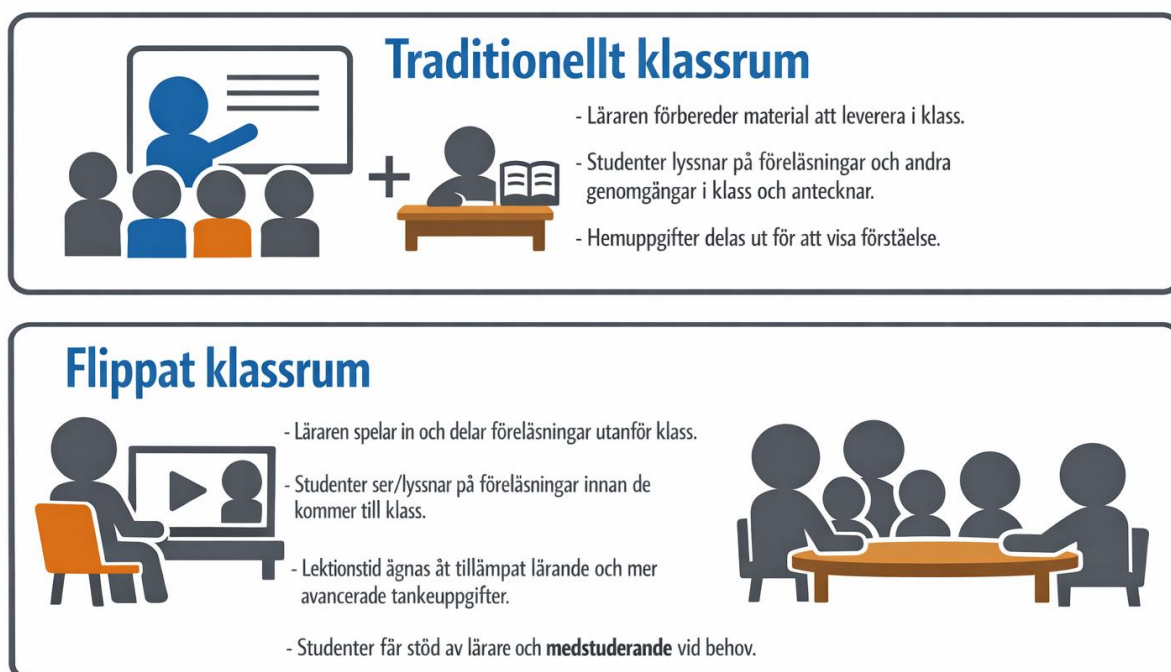 Traditionellt klassrum
- Läraren förbereder material att leverera i klass.
- Studenter lyssnar på föreläsningar och andra
genomgångar i klass och antecknar.
- Hemuppgifter delas ut för att visa förstäelse.
Flippat klassrum
- Läraren spelar in och delar föreläsningar utanför klass.
- Studenter ser/lyssnar på föreläsningar innan de
kommer till klass.
- Lektionstid ägnas åt tillämpat lärande och mer
avancerade tankeuppgifter.
- Studenter får stöd av lärare och medstuderande vid behov.